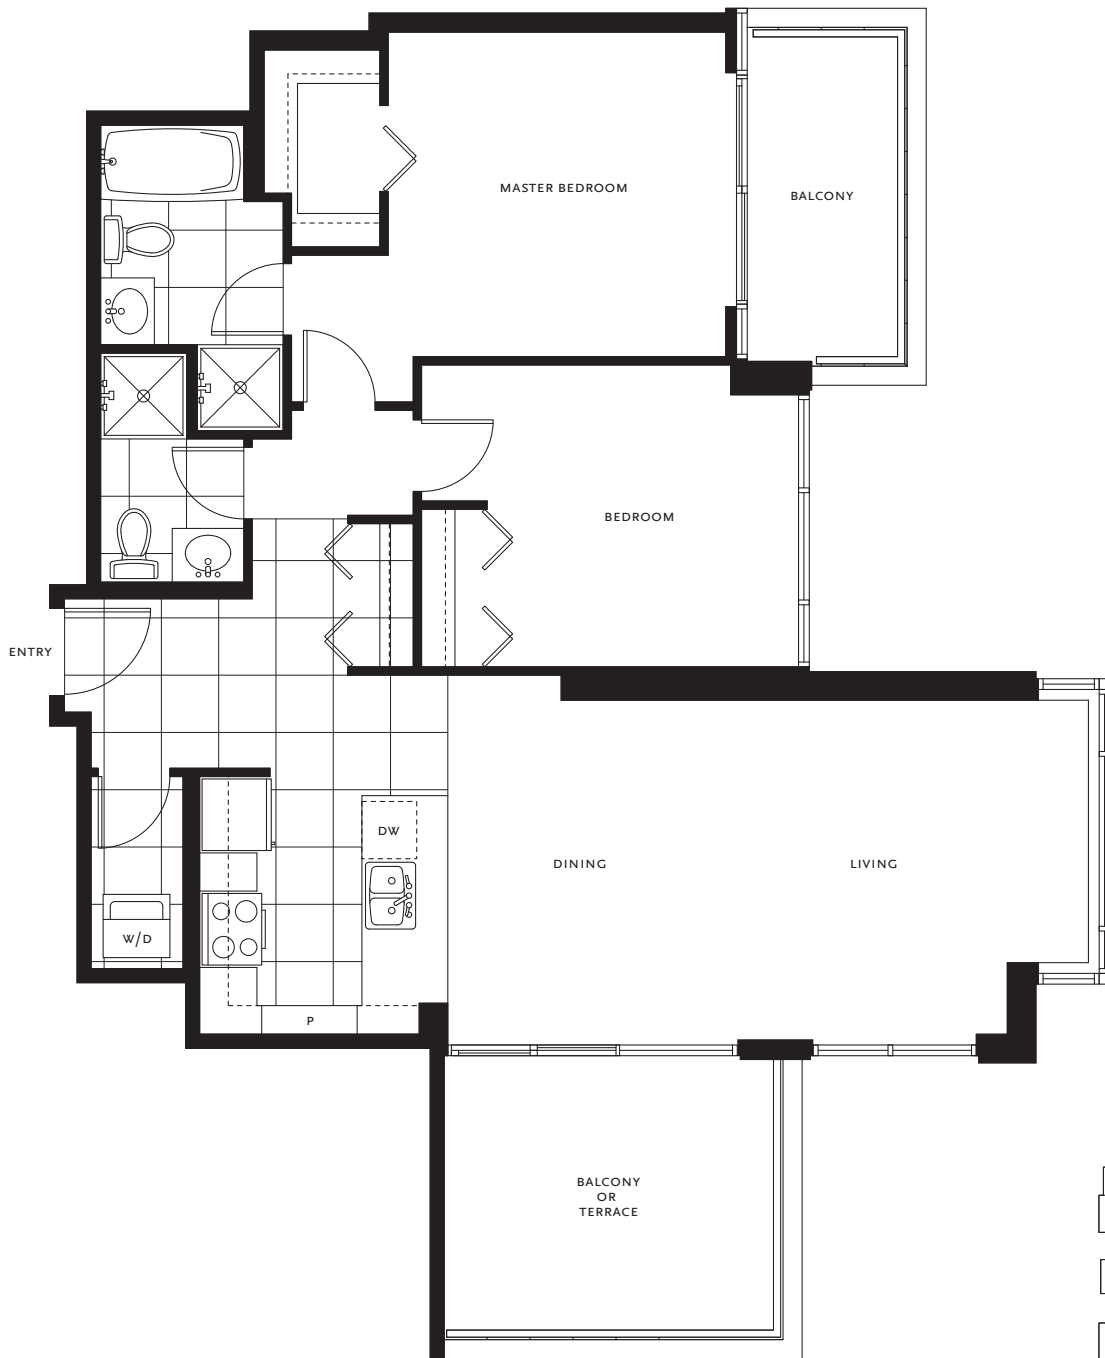 MASTER BEDROOM
BALCONY
BEDROOM
ENTRY
DW
DINING
LIVING
W/D
P
BALCONY
OR
TERRACE